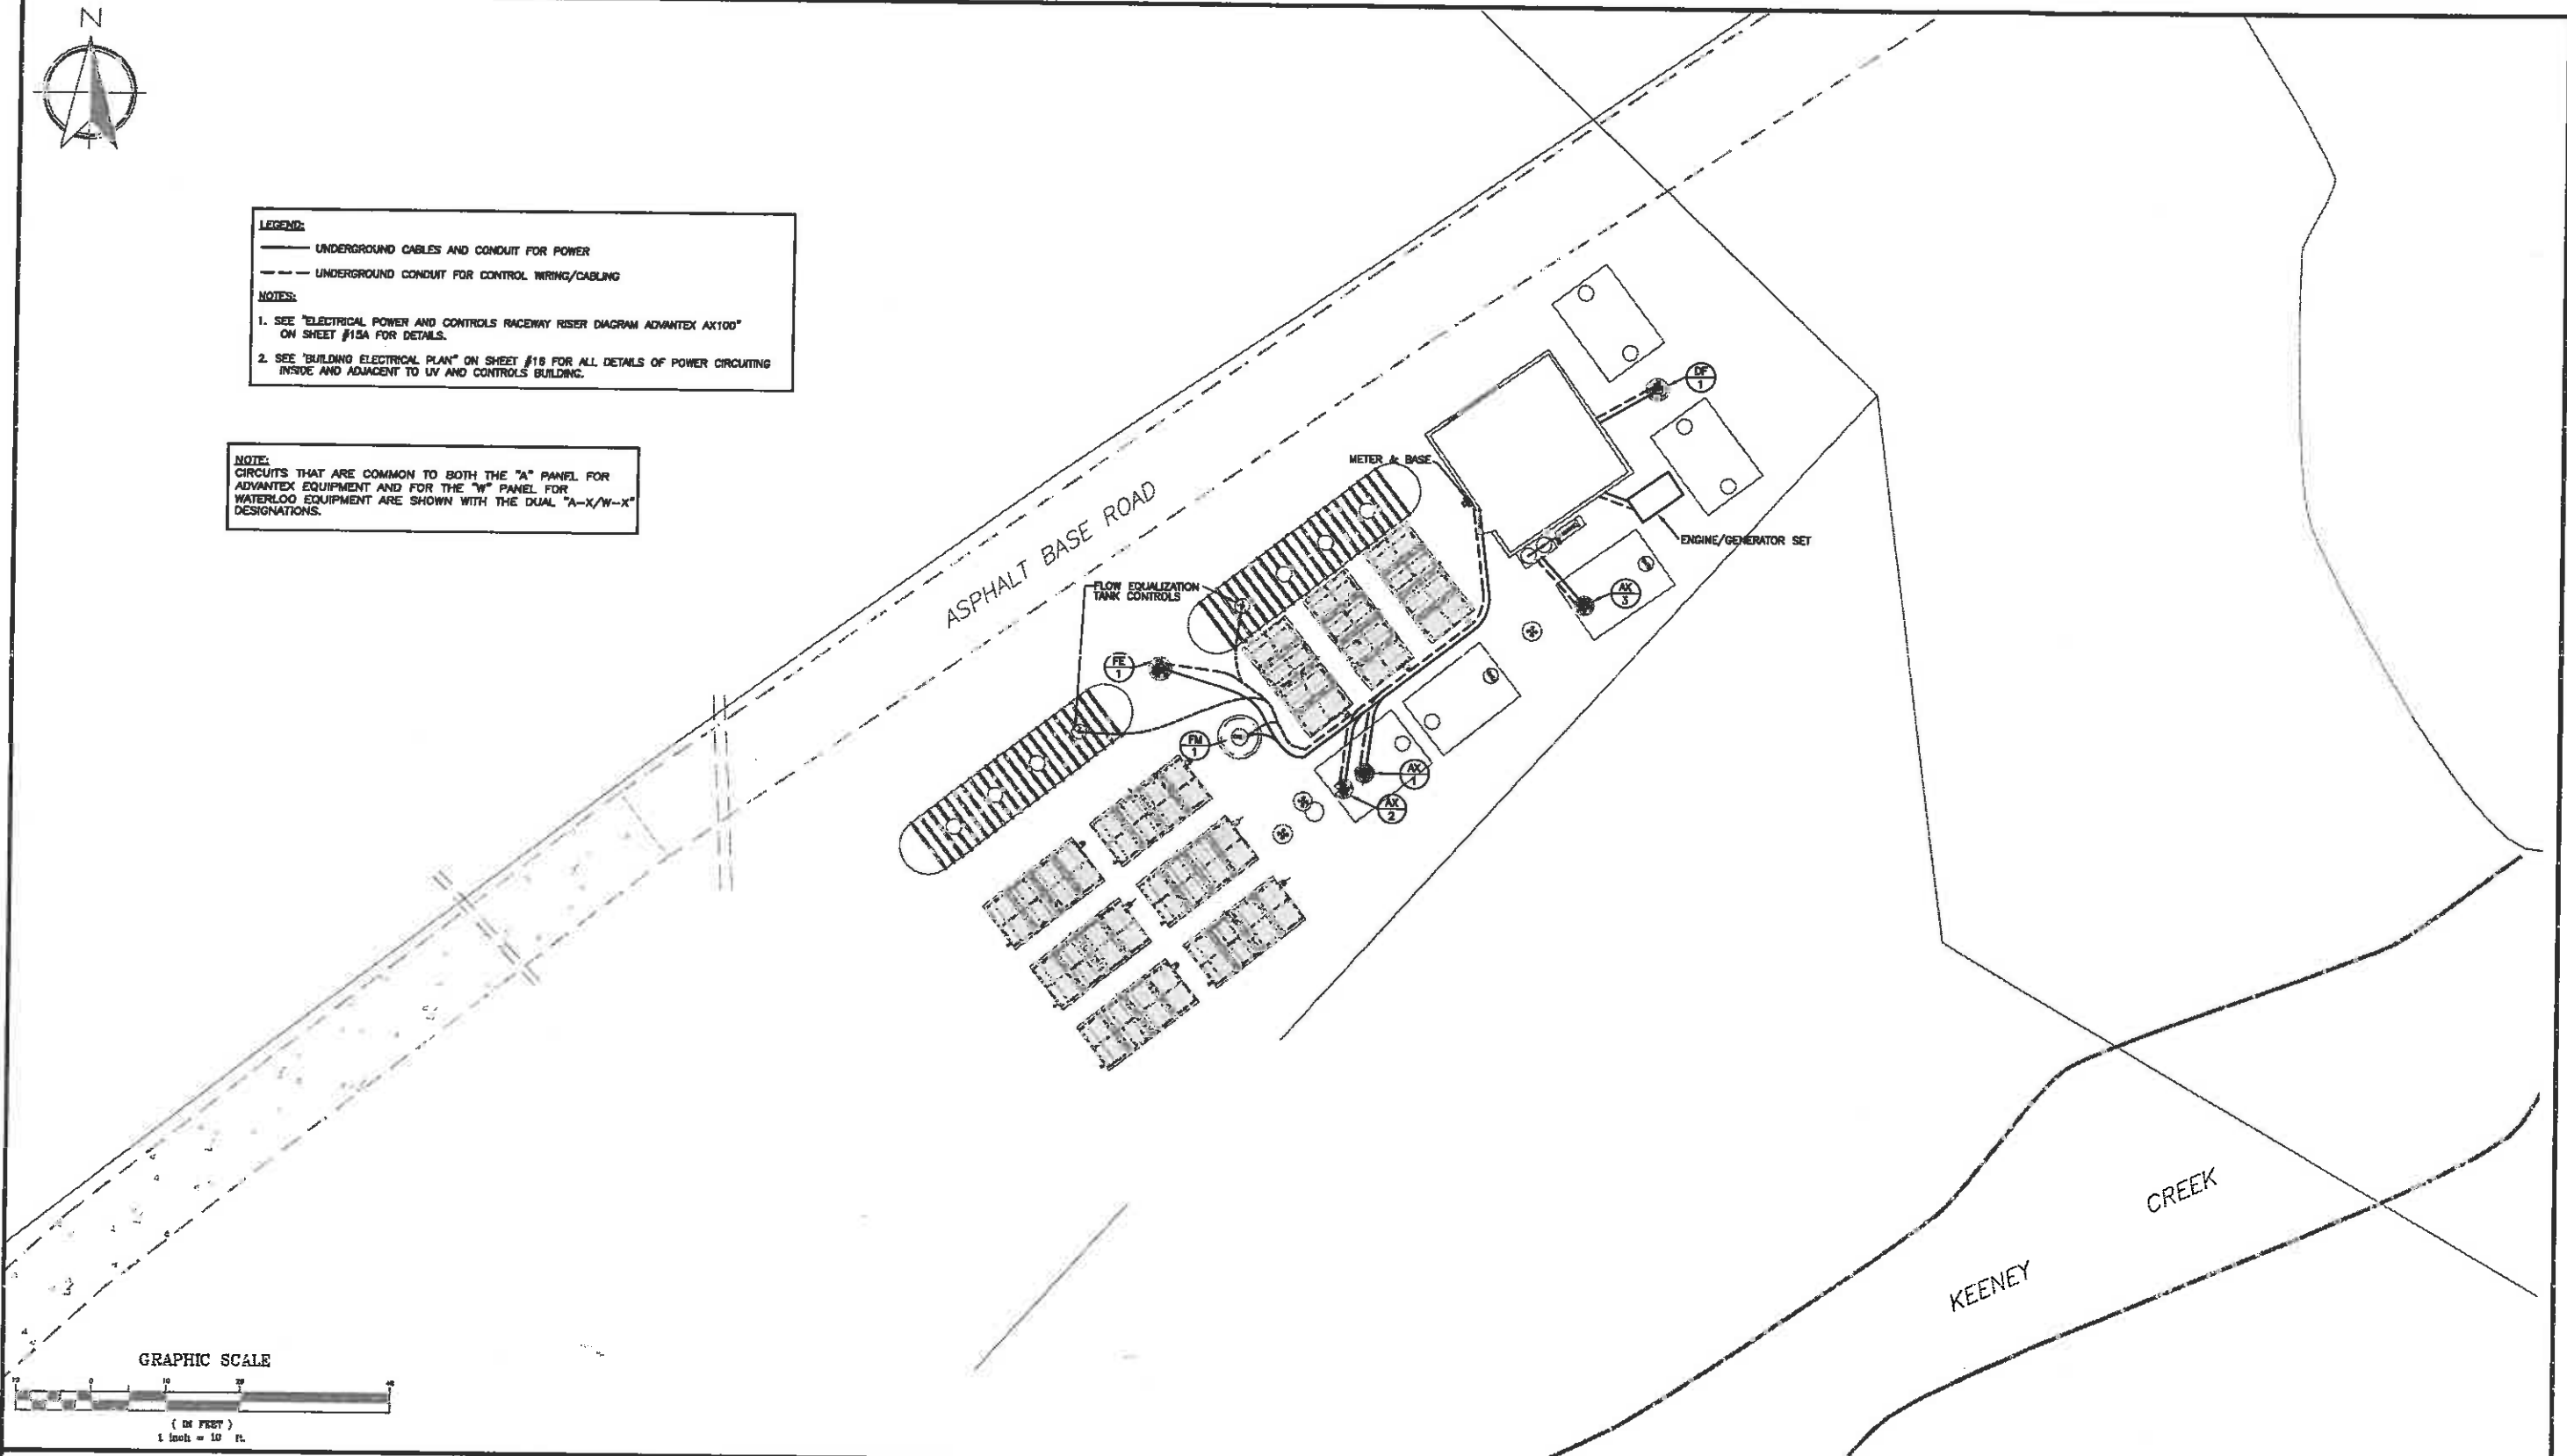 N
LEGEND:
UNDERGROUND CABLES AND CONDUIT FOR POWER
UNDERGROUND CONDUIT FOR CONTROL WIRING/CABLING
NOTES:
1. SEE "ELECTRICAL POWER AND CONTROLS RACEWAY RISER DIAGRAM ADVANTEX AX100"
ON SHEET #15A FOR DETAILS.
2. SEE "BUILDING ELECTRICAL PLAN" ON SHEET #16 FOR ALL DETAILS OF POWER CIRCUITING
INSIDE AND ADJACENT TO UV AND CONTROLS BUILDING.
NOTE:
CIRCUITS THAT ARE COMMON TO BOTH THE "A" PANEL FOR
ADVANTEX EQUIPMENT AND FOR THE "W" PANEL FOR
WATERLOO EQUIPMENT ARE SHOWN WITH THE DUAL "A-X/W-X"
DESIGNATIONS.
DF
1
METER & BASE
ENGINE/GENERATOR SET
ASPHALT BASE ROAD
FLOW EQUALIZATION
TANK CONTROLS
AX
3
FE
1
FM
1
AX
1
AX
2
KEENEY CREEK
GRAPHIC SCALE
10 0 10 20 40
( IN FEET )
1 inch = 10 ft.